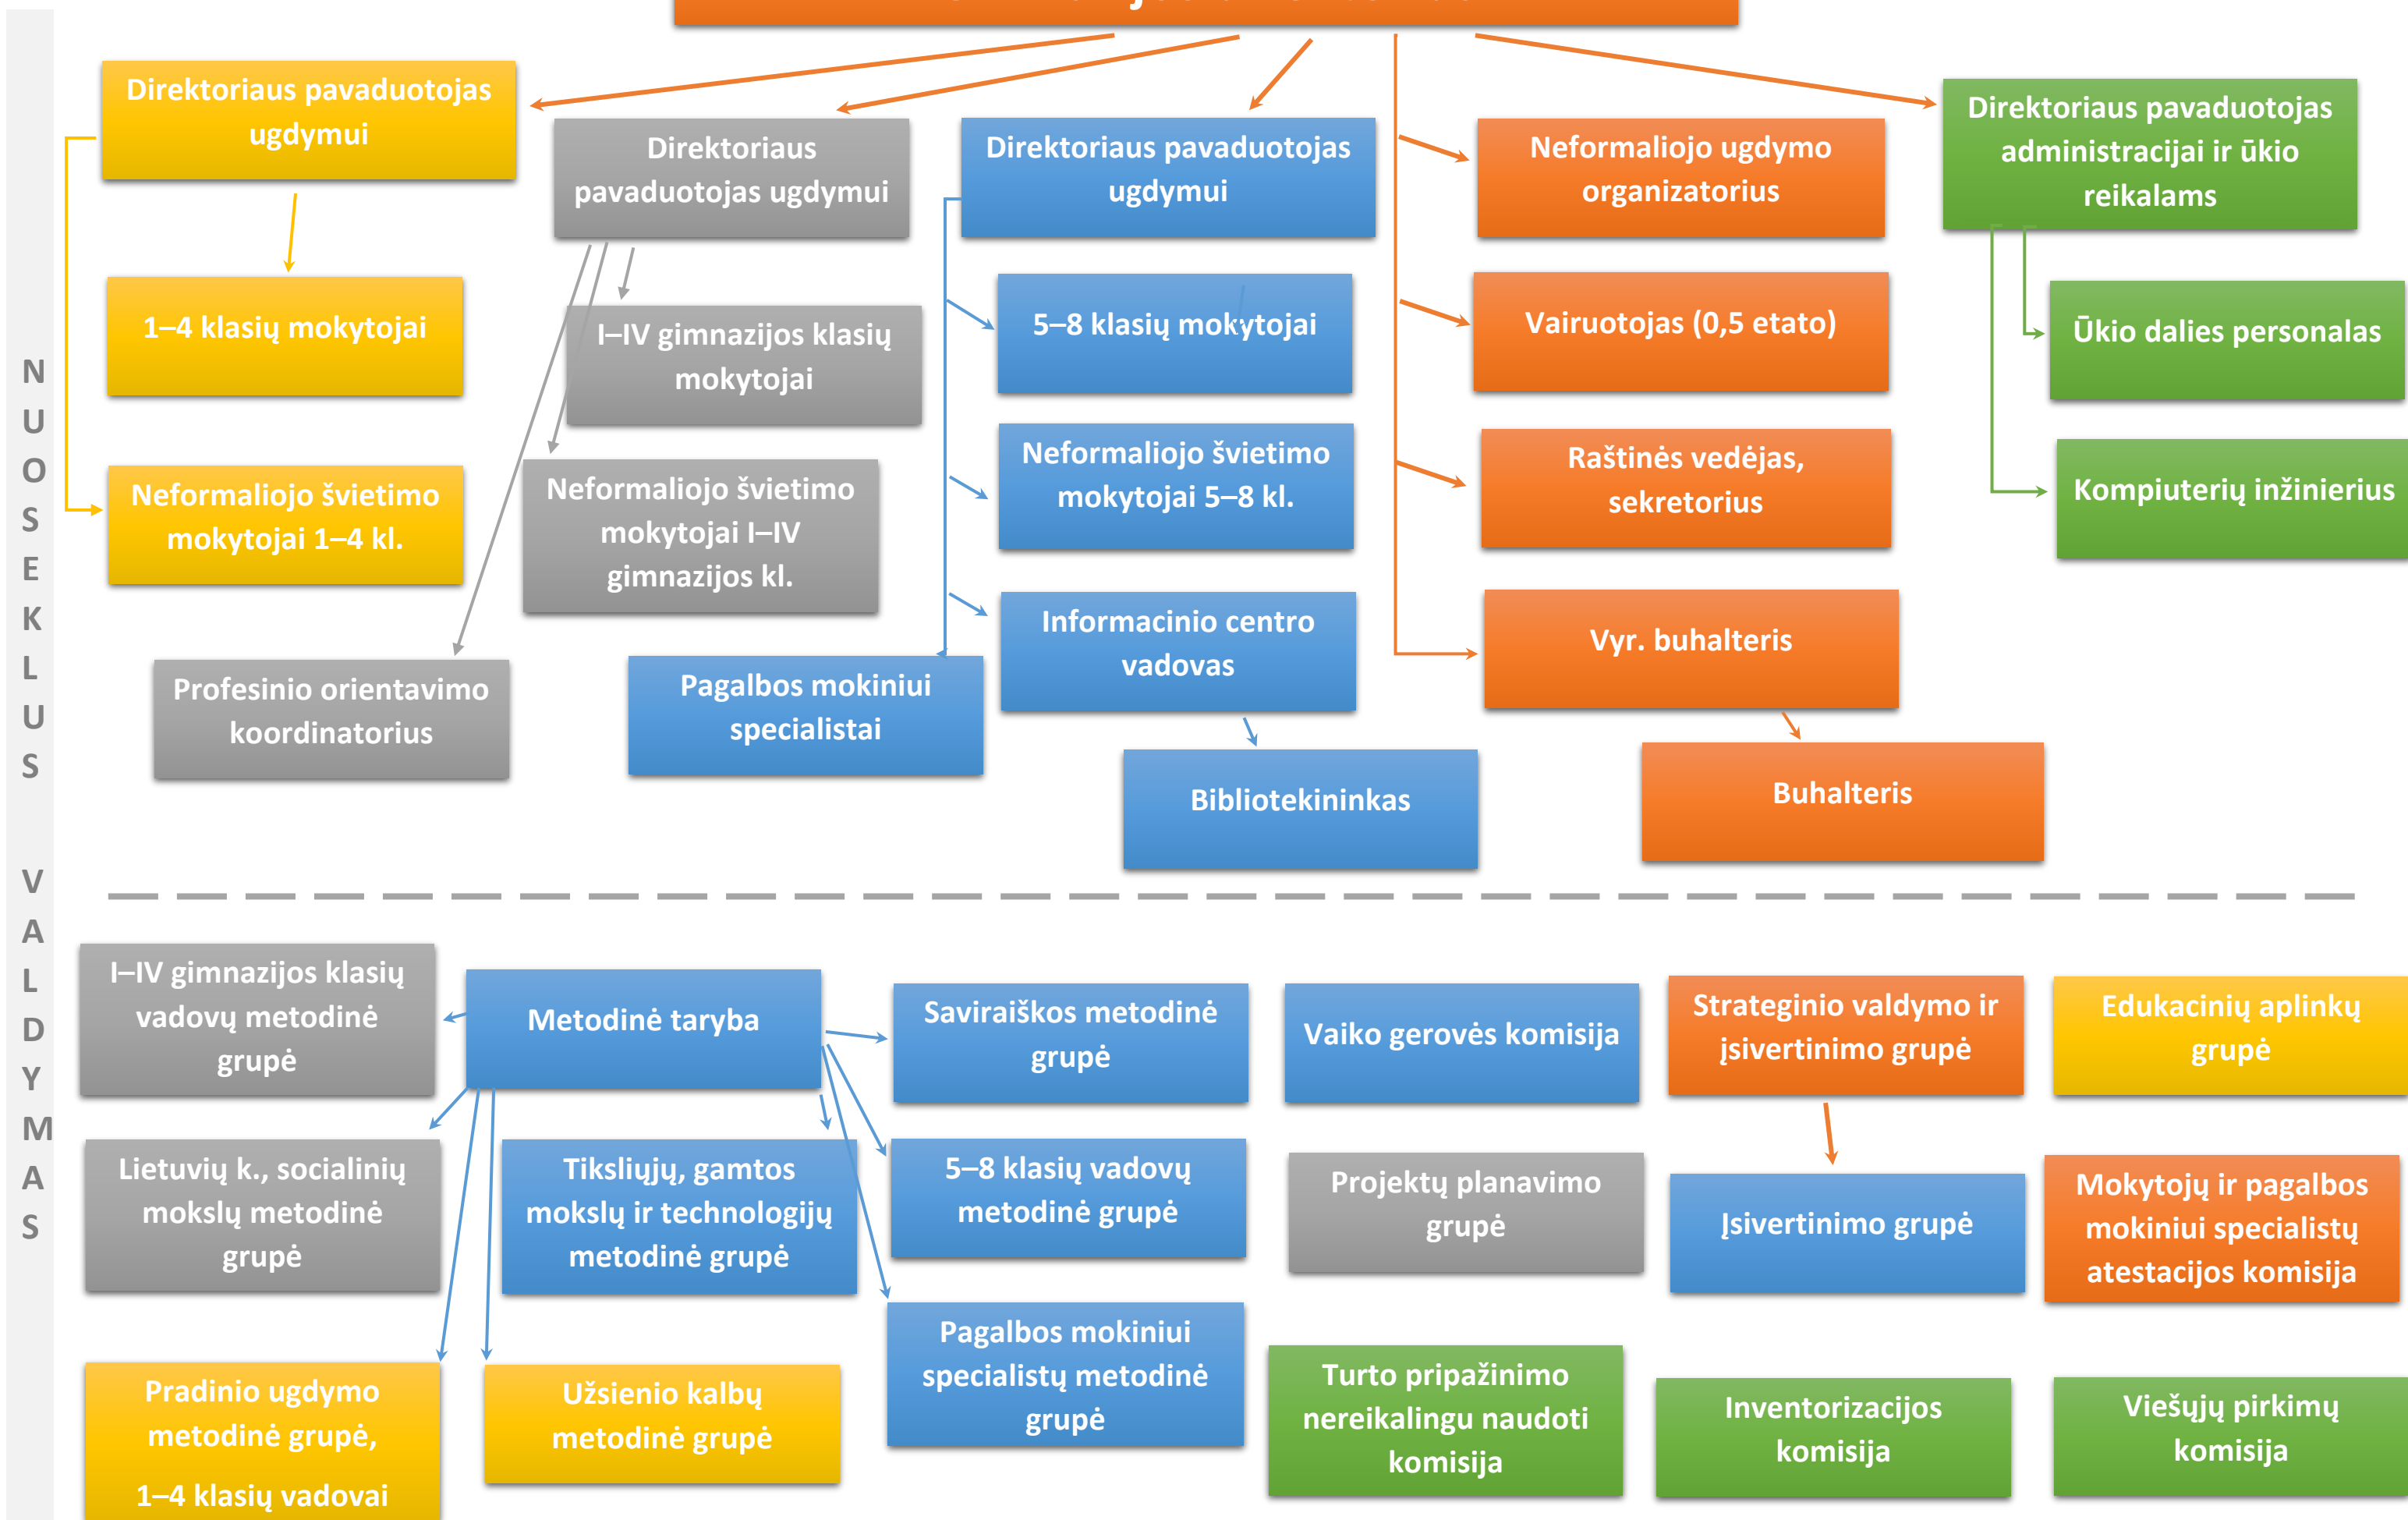 Direktoriaus pavaduotojas
ugdymui
Direktoriaus
pavaduotojas ugdymui
Direktoriaus pavaduotojas
ugdymui
Neformaliojo ugdymo
organizatorius
Direktoriaus pavaduotojas
administracijai ir ūkio
reikalams
1–4 klasių mokytojai
I–IV gimnazijos klasių
mokytojai
5–8 klasių mokytojai
Vairuotojas (0,5 etato)
Ūkio dalies personalas
Neformaliojo švietimo
mokytojai 1–4 kl.
Neformaliojo švietimo
mokytojai I–IV
gimnazijos kl.
Neformaliojo švietimo
mokytojai 5–8 kl.
Raštinės vedėjas,
sekretorius
Kompiuterių inžinierius
Profesinio orientavimo
koordinatorius
Pagalbos mokiniui
specialistai
Informacinio centro
vadovas
Vyr. buhalteris
Bibliotekininkas
Buhalteris
NUOSEKLUS
VALDYMAS
I–IV gimnazijos klasių
vadovų metodinė
grupė
Metodinė taryba
Saviraiškos metodinė
grupė
Vaiko gerovės komisija
Strateginio valdymo ir
įsivertinimo grupė
Edukacinių aplinkų
grupė
Lietuvių k., socialinių
mokslų metodinė
grupė
Tiksliųjų, gamtos
mokslų ir technologijų
metodinė grupė
5–8 klasių vadovų
metodinė grupė
Projektų planavimo
grupė
Įsivertinimo grupė
Mokytojų ir pagalbos
mokiniui specialistų
atestacijos komisija
Pradinio ugdymo
metodinė grupė,
1–4 klasių vadovai
Užsienio kalbų
metodinė grupė
Pagalbos mokiniui
specialistų metodinė
grupė
Turto pripažinimo
nereikalingu naudoti
komisija
Inventorizacijos
komisija
Viešųjų pirkimų
komisija